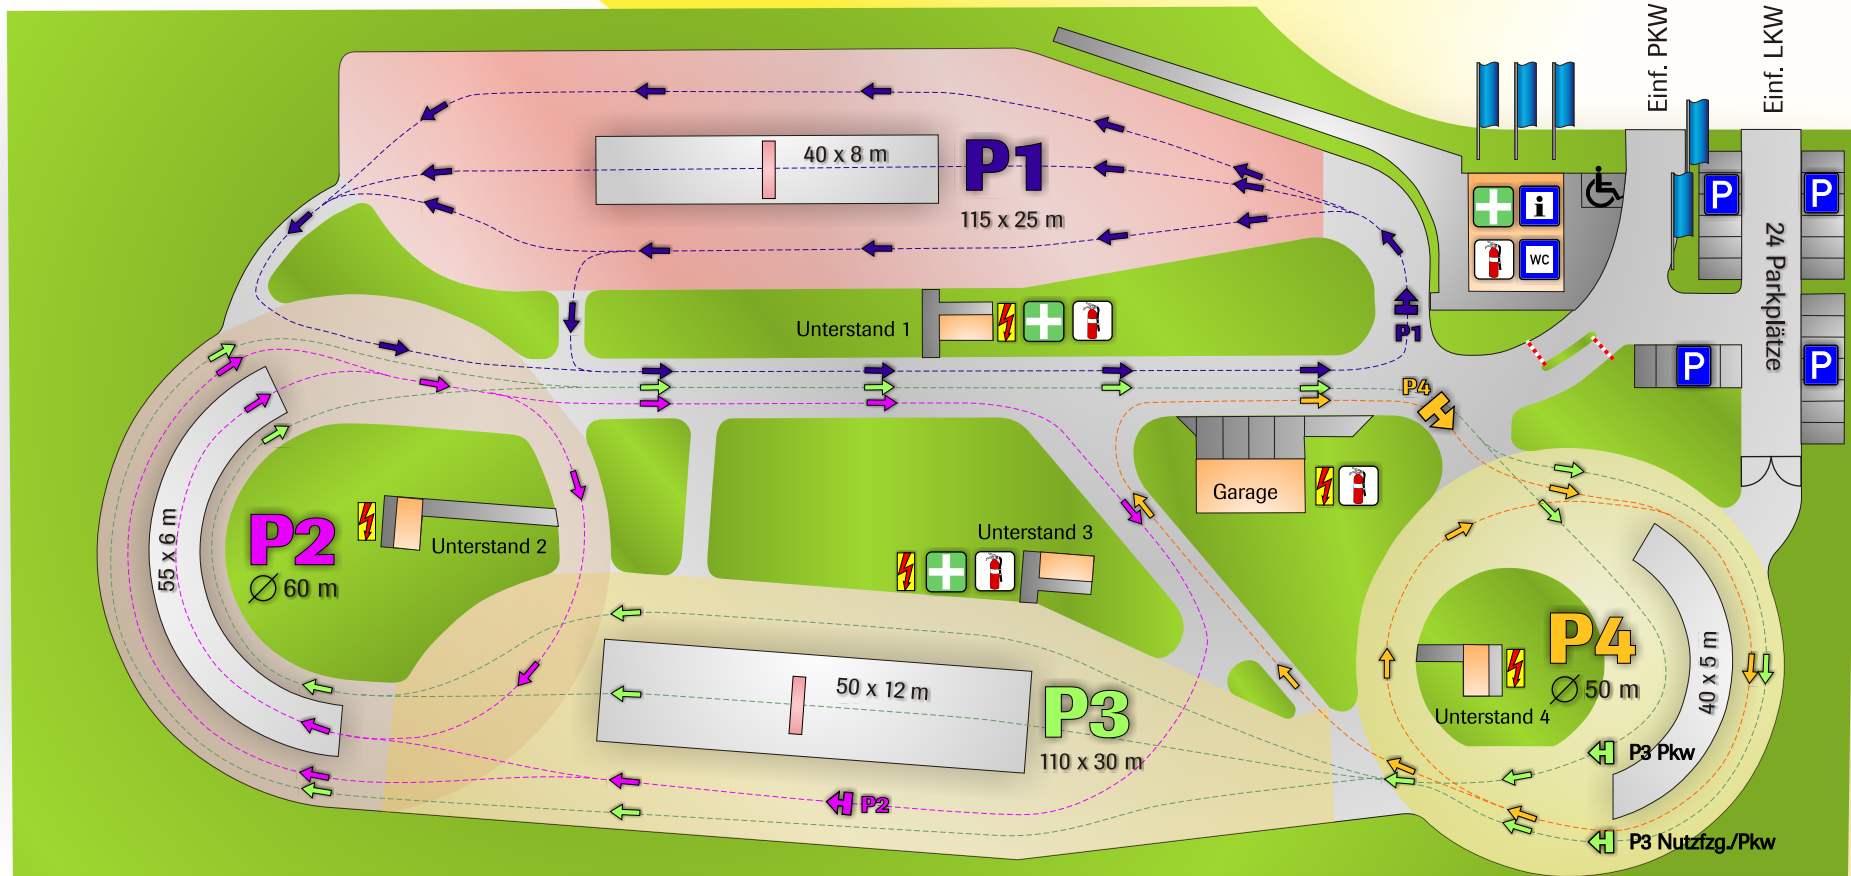 Einf. PKW
Einf. LKW
40 x 8 m
P1
115 x 25 m
i
WC
P
P
24 Parkplätze
Unterstand 1
P1
P
P
P4
Garage
55 x 6 m
P2
Ø 60 m
Unterstand 2
Unterstand 3
50 x 12 m
P3
110 x 30 m
P4
Ø 50 m
40 x 5 m
Unterstand 4
P3 Pkw
P2
P3 Nutzfzg./Pkw